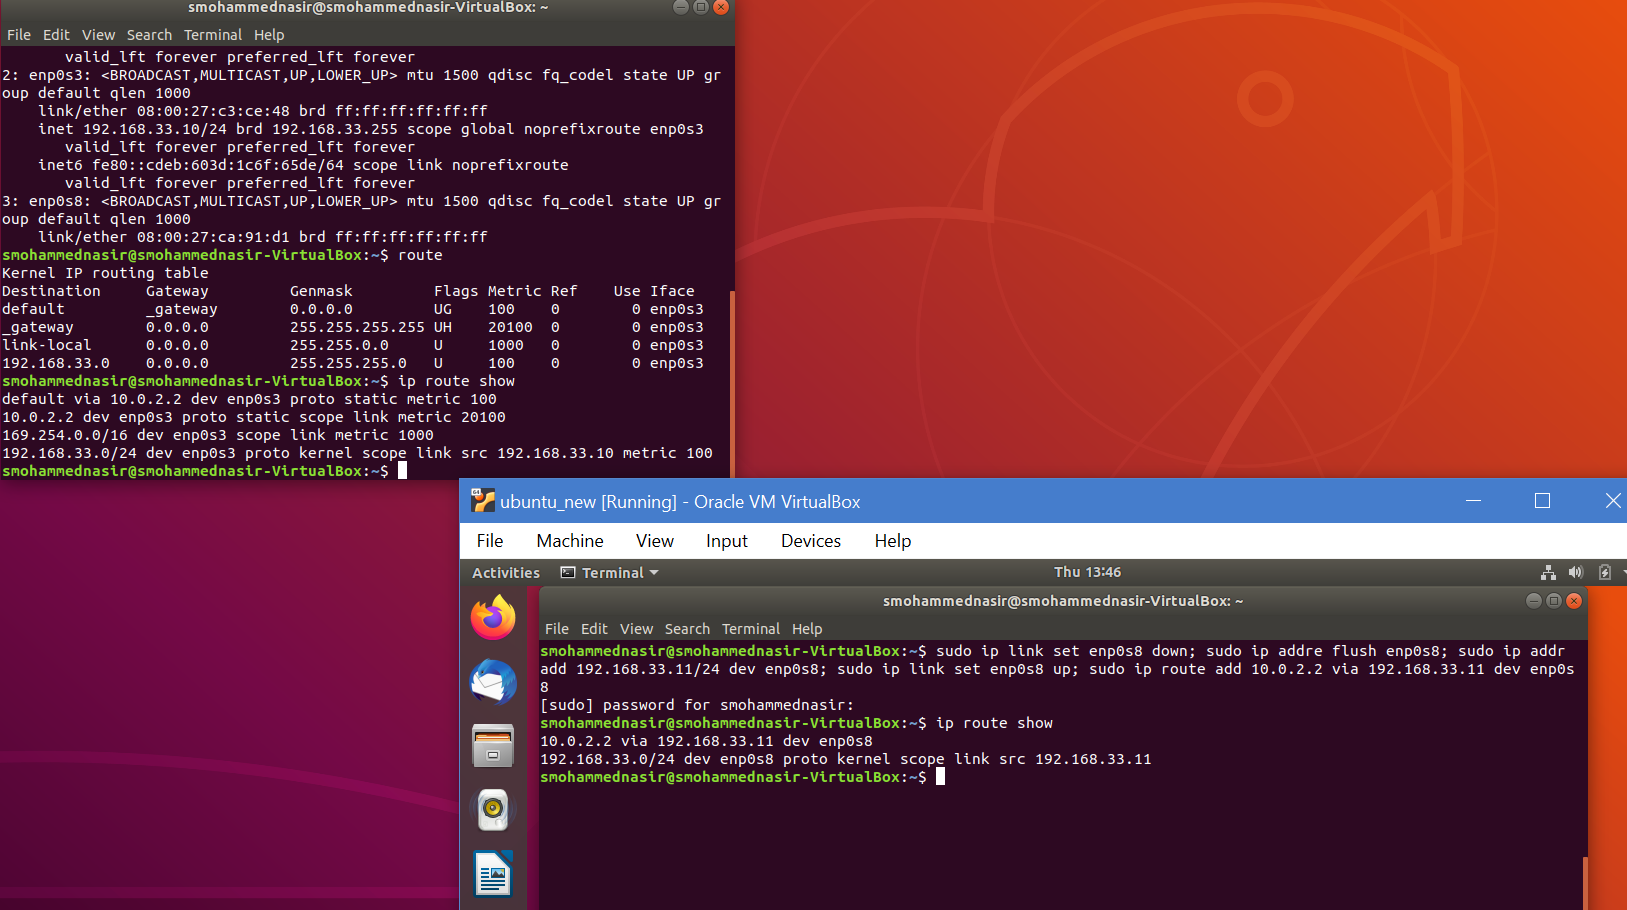 smohammednasir@smohammednasir-VirtualBox: ~
File Edit View Search Terminal Help
valid_lft forever preferred_lft forever
2: enp0s3: <BROADCAST,MULTICAST,UP,LOWER_UP> mtu 1500 qdisc fq_codel state UP gr
oup default qlen 1000
link/ether 08:00:27:c3:ce:48 brd ff:ff:ff:ff:ff:ff
inet 192.168.33.10/24 brd 192.168.33.255 scope global noprefixroute enp0s3
valid_lft forever preferred_lft forever
inet6 fe80::cdeb:603d:1c6f:65de/64 scope link noprefixroute
valid_lft forever preferred_lft forever
3: enp0s8: <BROADCAST,MULTICAST,UP,LOWER_UP> mtu 1500 qdisc fq_codel state UP gr
oup default qlen 1000
link/ether 08:00:27:ca:91:d1 brd ff:ff:ff:ff:ff:ff
smohammednasir@smohammednasir-VirtualBox:~$ route
Kernel IP routing table
Destination Gateway Genmask Flags Metric Ref Use Iface
default _gateway 0.0.0.0 UG 100 0 0 enp0s3
_gateway 0.0.0.0 255.255.255.255 UH 20100 0 0 enp0s3
link-local 0.0.0.0 255.255.0.0 U 1000 0 0 enp0s3
192.168.33.0 0.0.0.0 255.255.255.0 U 100 0 0 enp0s3
smohammednasir@smohammednasir-VirtualBox:~$ ip route show
default via 10.0.2.2 dev enp0s3 proto static metric 100
10.0.2.2 dev enp0s3 proto static scope link metric 20100
169.254.0.0/16 dev enp0s3 scope link metric 1000
192.168.33.0/24 dev enp0s3 proto kernel scope link src 192.168.33.10 metric 100
smohammednasir@smohammednasir-VirtualBox:~$
64
ubuntu_new [Running] - Oracle VM VirtualBox
File Machine View Input Devices Help
Activities Terminal Thu 13:46
smohammednasir@smohammednasir-VirtualBox: ~
File Edit View Search Terminal Help
smohammednasir@smohammednasir-VirtualBox:~$ sudo ip link set enp0s8 down; sudo ip addre flush enp0s8; sudo ip addr
add 192.168.33.11/24 dev enp0s8; sudo ip link set enp0s8 up; sudo ip route add 10.0.2.2 via 192.168.33.11 dev enp0s
8
[sudo] password for smohammednasir:
smohammednasir@smohammednasir-VirtualBox:~$ ip route show
10.0.2.2 via 192.168.33.11 dev enp0s8
192.168.33.0/24 dev enp0s8 proto kernel scope link src 192.168.33.11
smohammednasir@smohammednasir-VirtualBox:~$